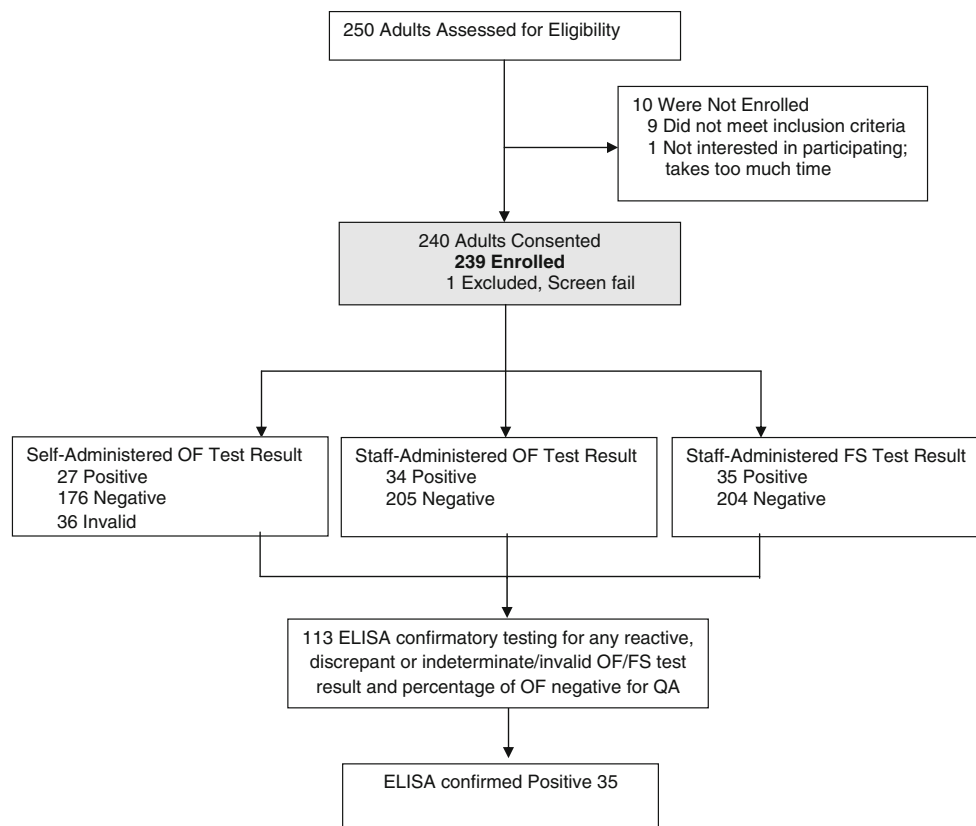 250 Adults Assessed for Eligibility
10 Were Not Enrolled
9 Did not meet inclusion criteria
1 Not interested in participating;
takes too much time
240 Adults Consented
239 Enrolled
1 Excluded, Screen fail
Self-Administered OF Test Result
27 Positive
176 Negative
36 Invalid
Staff-Administered OF Test Result
34 Positive
205 Negative
Staff-Administered FS Test Result
35 Positive
204 Negative
113 ELISA confirmatory testing for any reactive,
discrepant or indeterminate/invalid OF/FS test
result and percentage of OF negative for QA
ELISA confirmed Positive 35